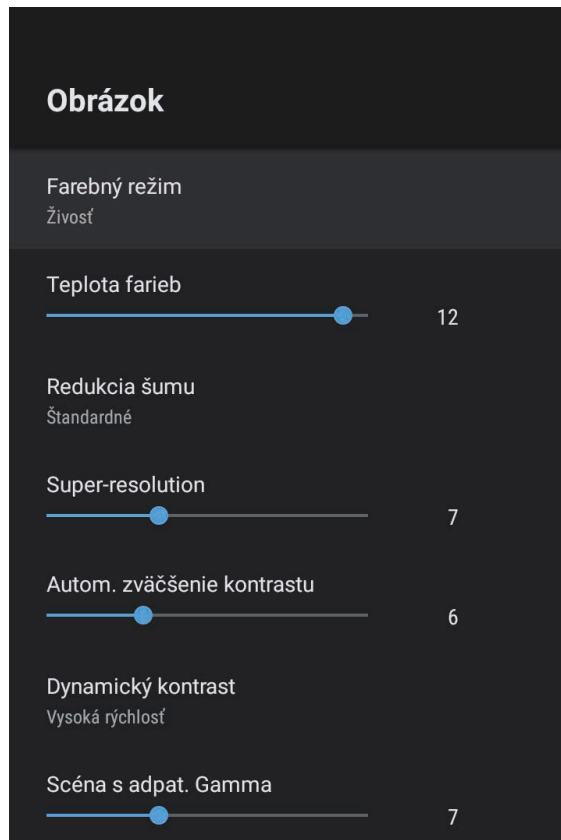 Obrázok
Farebný režim
Živosť
Teplota farieb
12
Redukcia šumu
Štandardné
Super-resolution
7
Autom. zväčšenie kontrastu
6
Dynamický kontrast
Vysoká rýchlosť
Scéna s adpat. Gamma
7